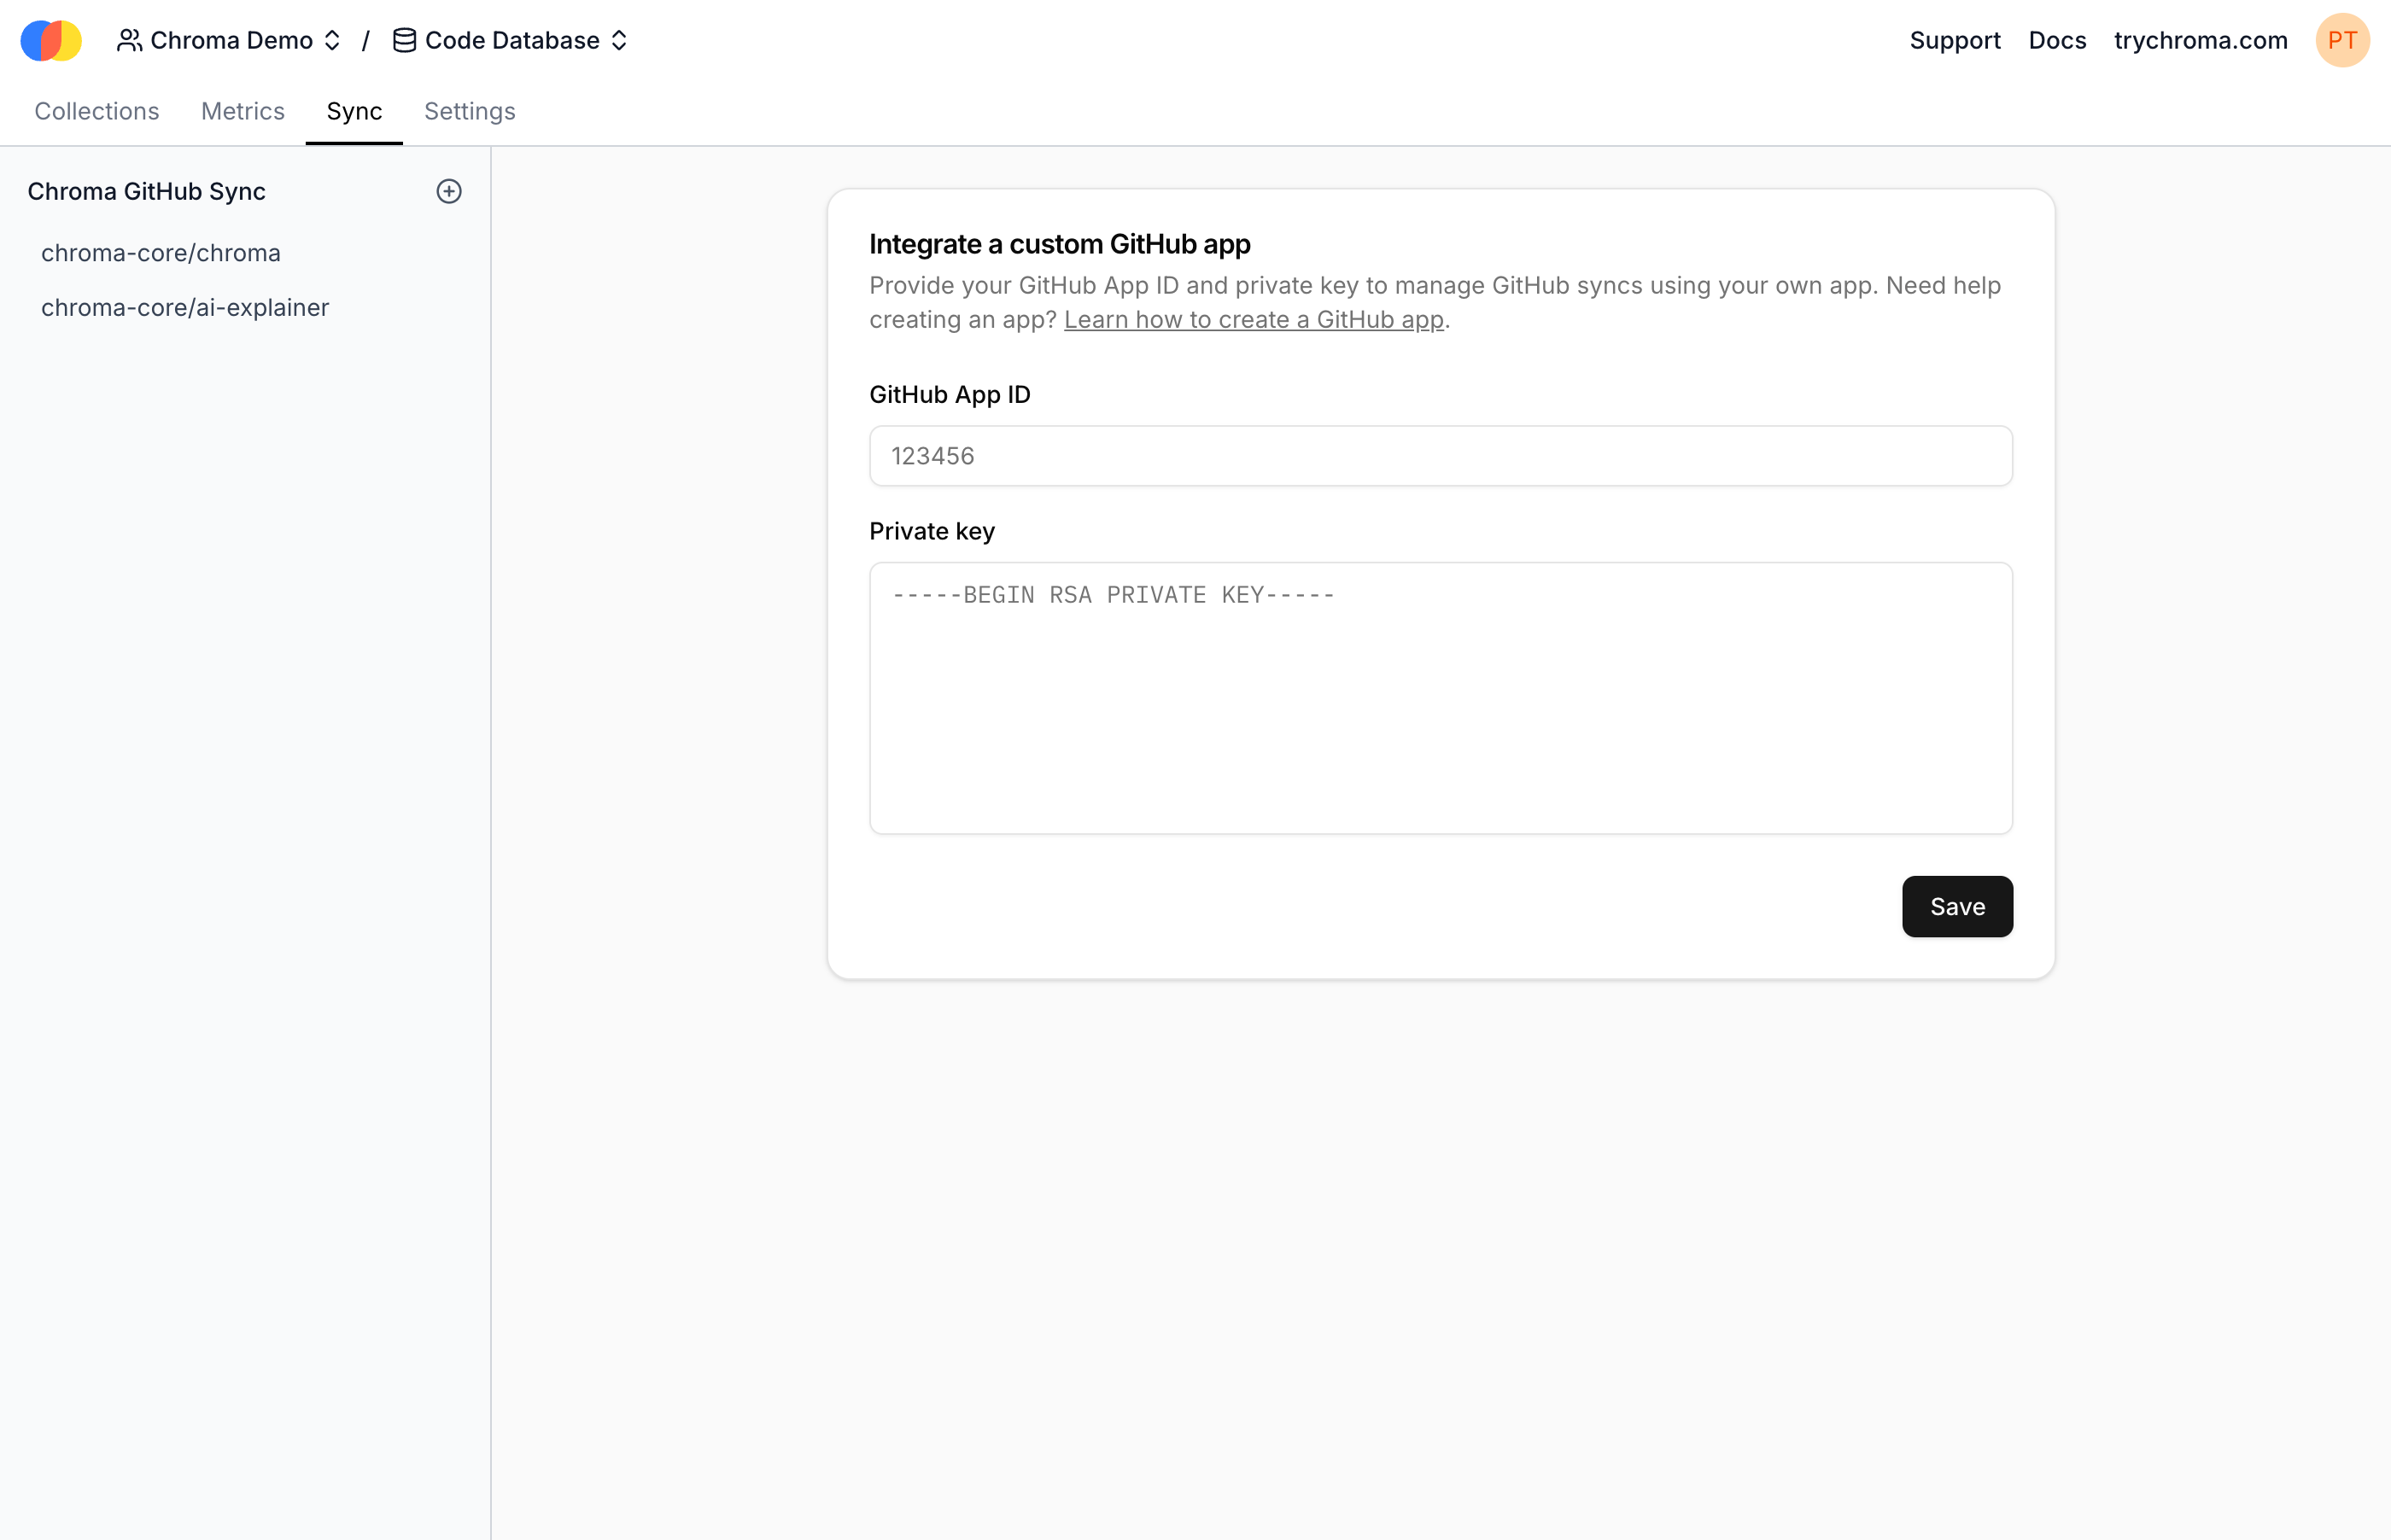 Chroma Demo / Code Database
Support Docs trychroma.com PT
Collections Metrics Sync Settings
Chroma GitHub Sync
chroma-core/chroma
chroma-core/ai-explainer
Integrate a custom GitHub app
Provide your GitHub App ID and private key to manage GitHub syncs using your own app. Need help
creating an app? Learn how to create a GitHub app.
GitHub App ID
123456
Private key
-----BEGIN RSA PRIVATE KEY-----
Save